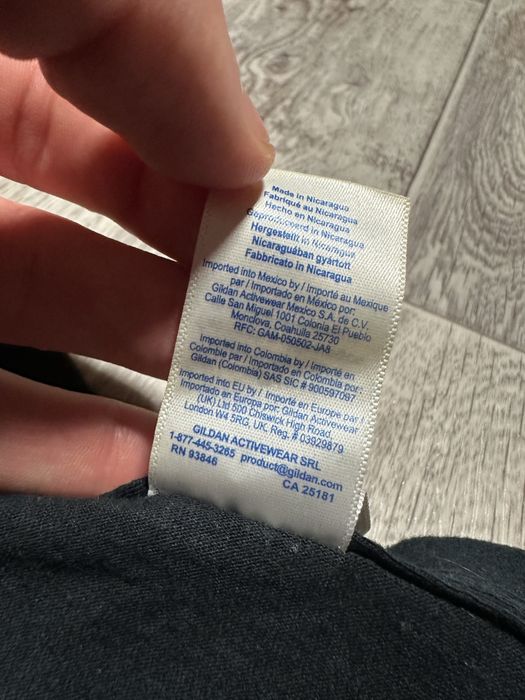 Made in Nicaragua
Fabriqué au Nicaragua
Hecho en Nicaragua
Geproduceerd in Nicaragua
Hergestellt in Nicaragua
Nicaraguában gyártott
Fabbricato in Nicaragua
Imported into Mexico by / Importé au Mexique
par / Importado en México por:
Gildan Activewear Mexico S.A. de C.V.
Calle San Miguel 1001 Colonia El Pueblo
Monclova, Coahuila 25730
RFC: GAM-050502-JA8
Imported into Colombia by / Importé en
Colombie par / Importado en Colombia por:
Gildan (Colombia) SAS SIC # 900597087
Imported into EU by / Importé en Europe par /
Importado en Europa por: Gildan Activewear
(UK) Ltd 500 Chiswick High Road,
London W4 5RG, UK. Reg. # 03929879
GILDAN ACTIVEWEAR SRL
1-877-445-3265 product@gildan.com
RN 93846 CA 25181